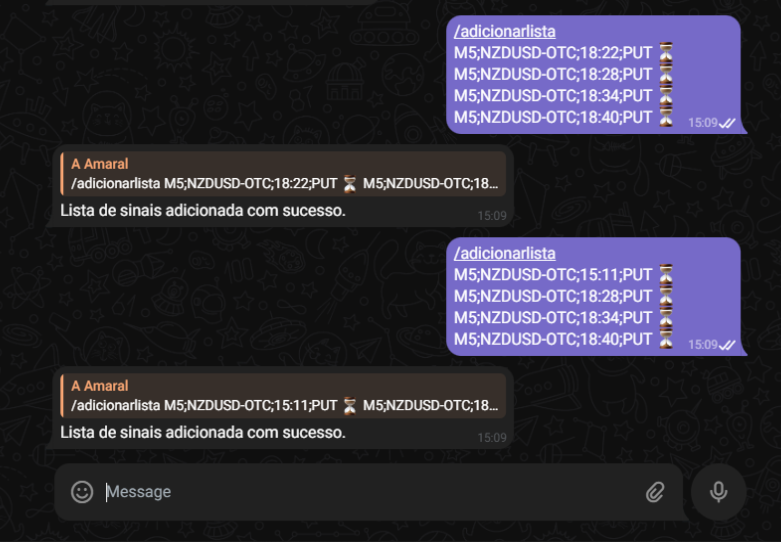 /adicionarlista
M5;NZDUSD-OTC;18:22;PUT ⏳
M5;NZDUSD-OTC;18:28;PUT ⏳
M5;NZDUSD-OTC;18:34;PUT ⏳
M5;NZDUSD-OTC;18:40;PUT ⏳
15:09
A Amaral
/adicionarlista M5;NZDUSD-OTC;18:22;PUT ⏳ M5;NZDUSD-OTC;18...
Lista de sinais adicionada com sucesso.
15:09
/adicionarlista
M5;NZDUSD-OTC;15:11;PUT ⏳
M5;NZDUSD-OTC;18:28;PUT ⏳
M5;NZDUSD-OTC;18:34;PUT ⏳
M5;NZDUSD-OTC;18:40;PUT ⏳
15:09
A Amaral
/adicionarlista M5;NZDUSD-OTC;15:11;PUT ⏳ M5;NZDUSD-OTC;18...
Lista de sinais adicionada com sucesso.
15:09
Message